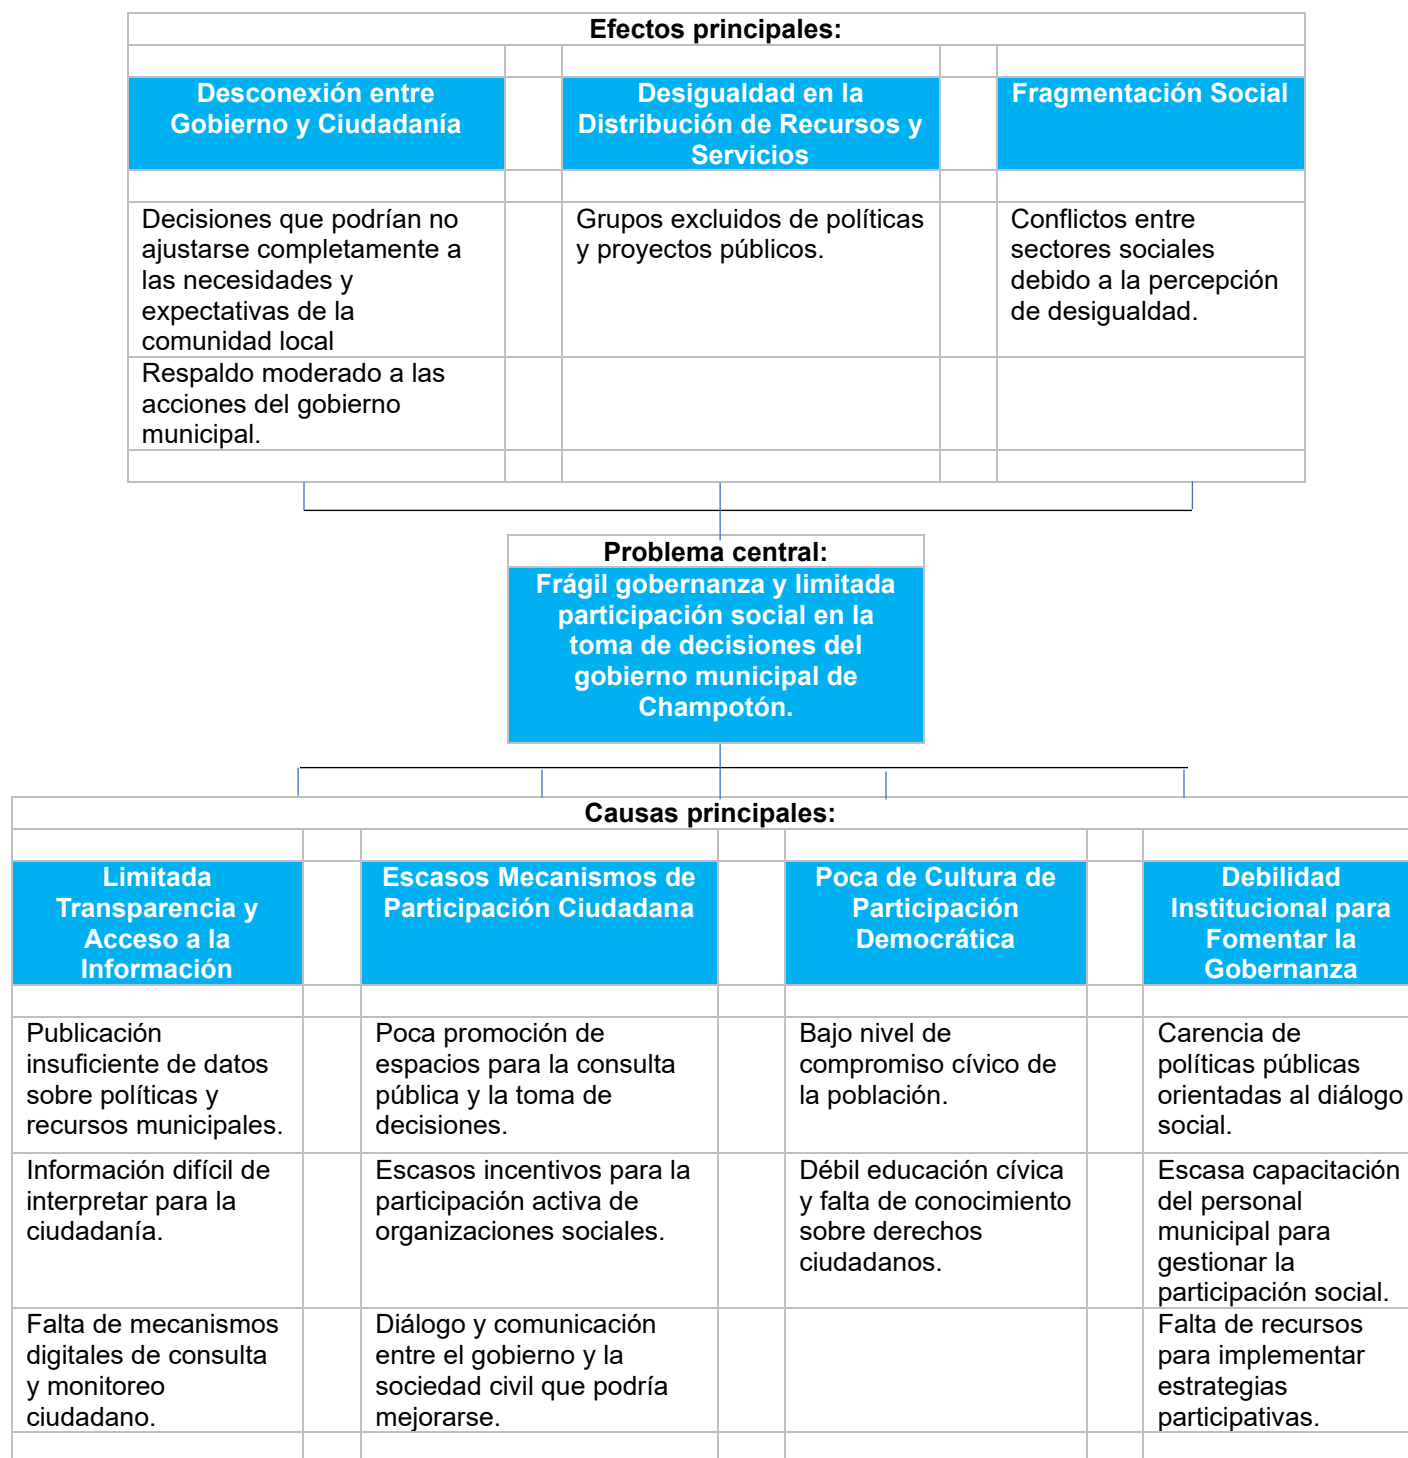 Efectos principales:
Desconexión entre
Gobierno y Ciudadanía
Desigualdad en la
Distribución de Recursos y
Servicios
Fragmentación Social
Decisiones que podrían no
ajustarse completamente a
las necesidades y
expectativas de la
comunidad local
Grupos excluidos de políticas
y proyectos públicos.
Conflictos entre
sectores sociales
debido a la percepción
de desigualdad.
Respaldo moderado a las
acciones del gobierno
municipal.
Problema central:
Frágil gobernanza y limitada
participación social en la
toma de decisiones del
gobierno municipal de
Champotón.
Causas principales:
Limitada
Transparencia y
Acceso a la
Información
Escasos Mecanismos de
Participación Ciudadana
Poca de Cultura de
Participación
Democrática
Debilidad
Institucional para
Fomentar la
Gobernanza
Publicación
insuficiente de datos
sobre políticas y
recursos municipales.
Poca promoción de
espacios para la consulta
pública y la toma de
decisiones.
Bajo nivel de
compromiso cívico de
la población.
Carencia de
políticas públicas
orientadas al diálogo
social.
Información difícil de
interpretar para la
ciudadanía.
Escasos incentivos para la
participación activa de
organizaciones sociales.
Débil educación cívica
y falta de conocimiento
sobre derechos
ciudadanos.
Escasa capacitación
del personal
municipal para
gestionar la
participación social.
Falta de mecanismos
digitales de consulta
y monitoreo
ciudadano.
Diálogo y comunicación
entre el gobierno y la
sociedad civil que podría
mejorarse.
Falta de recursos
para implementar
estrategias
participativas.